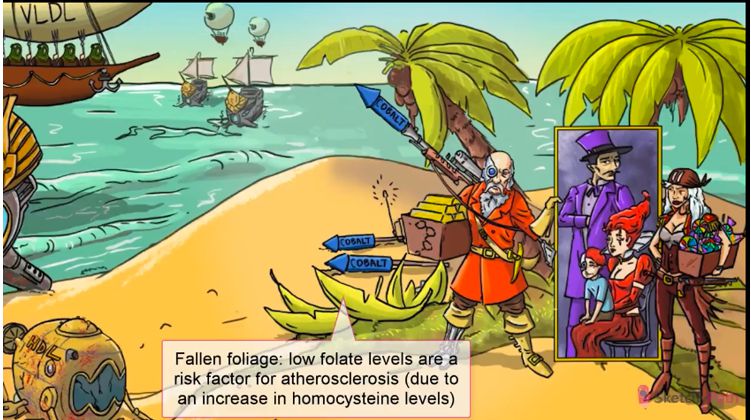 VLDL
COBALT
COBALT
COBALT
HDL
Fallen foliage: low folate levels are a
risk factor for atherosclerosis (due to
an increase in homocysteine levels)